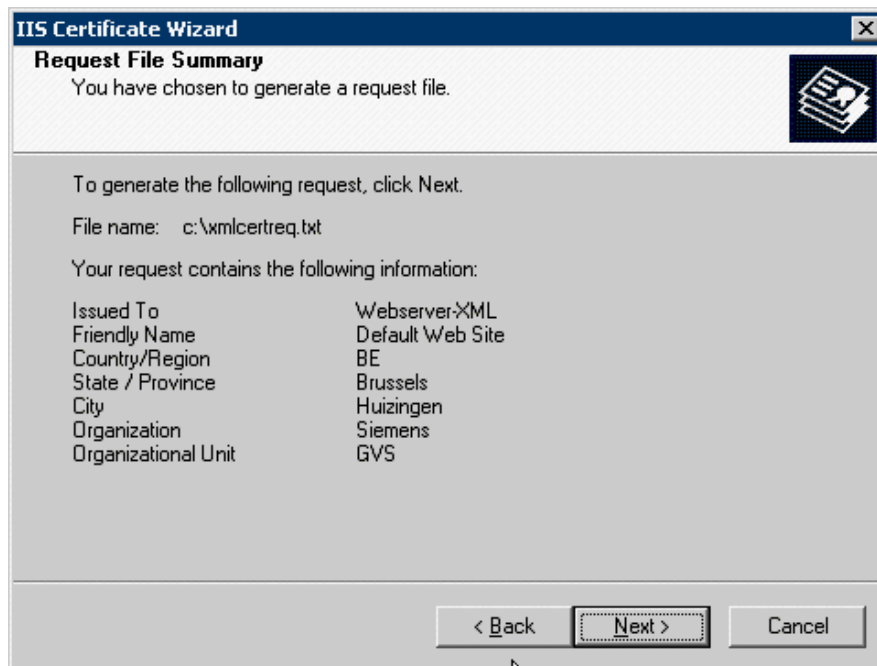 IIS Certificate Wizard
Request File Summary
You have chosen to generate a request file.
To generate the following request, click Next.
File name: c:\xmlcertreq.txt
Your request contains the following information:
Issued To Webserver-XML
Friendly Name Default Web Site
Country/Region BE
State / Province Brussels
City Huizingen
Organization Siemens
Organizational Unit GVS
< Back Next > Cancel